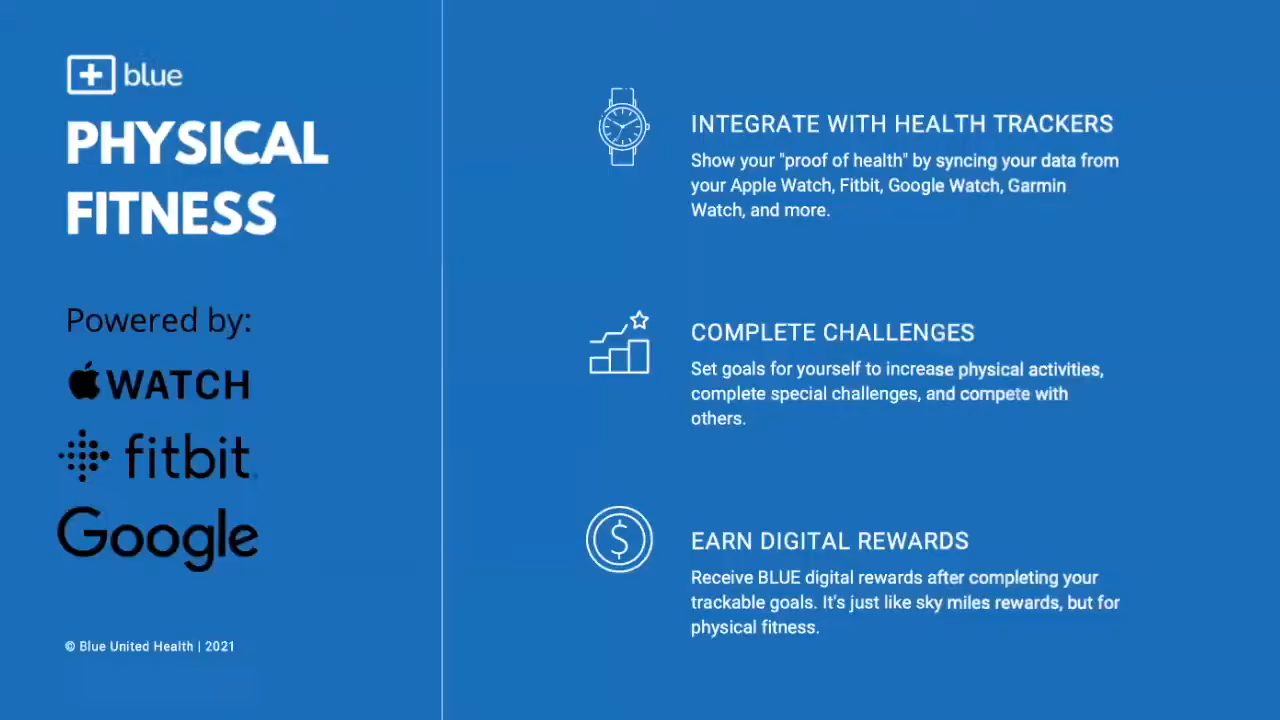 blue
PHYSICAL
FITNESS
Powered by:
WATCH
fitbit
Google
© Blue United Health | 2021
INTEGRATE WITH HEALTH TRACKERS
Show your "proof of health" by syncing your data from
your Apple Watch, Fitbit, Google Watch, Garmin
Watch, and more.
COMPLETE CHALLENGES
Set goals for yourself to increase physical activities,
complete special challenges, and compete with
others.
EARN DIGITAL REWARDS
Receive BLUE digital rewards after completing your
trackable goals. It's just like sky miles rewards, but for
physical fitness.